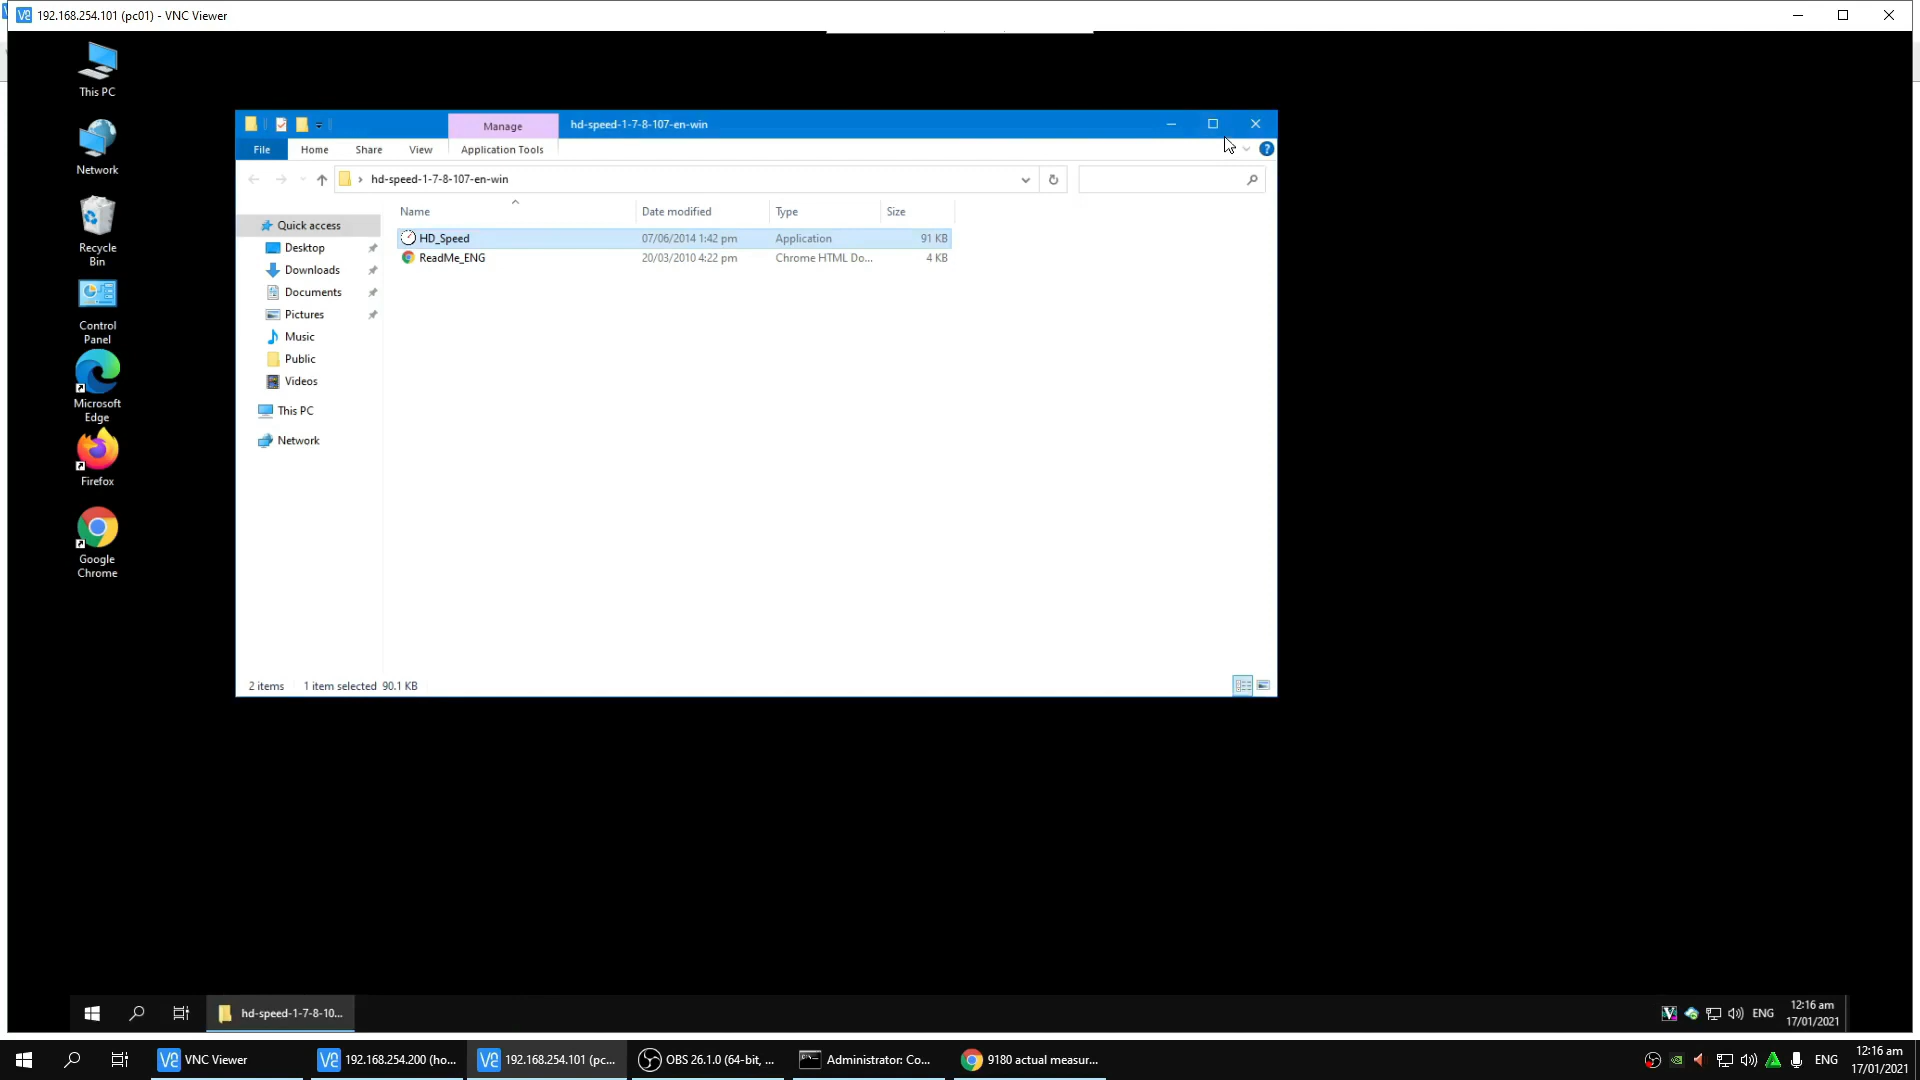 192.168.254.101 (pc01) - VNC Viewer
This PC
Network
Recycle
Bin
Control
Panel
Microsoft
Edge
Firefox
Google
Chrome
Manage
hd-speed-1-7-8-107-en-win
File
Home
Share
View
Application Tools
hd-speed-1-7-8-107-en-win
Name
Date modified
Type
Size
Quick access
Desktop
Downloads
Documents
Pictures
Music
Public
Videos
This PC
Network
HD_Speed 07/06/2014 1:42 pm Application 91 KB
ReadMe_ENG 20/03/2010 4:22 pm Chrome HTML Do... 4 KB
2 items 1 item selected 90.1 KB
hd-speed-1-7-8-10...
ENG
12:16 am
17/01/2021
VNC Viewer
192.168.254.200 (ho...
192.168.254.101 (pc...
OBS 26.1.0 (64-bit, ...
Administrator: Co...
9180 actual measur...
ENG
12:16 am
17/01/2021